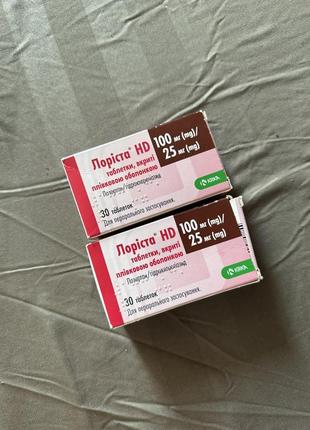 Лоріста® HD
100 мг (mg)/
25 мг (mg)
таблетки, вкриті
плівковою оболонкою
Лозартан/гідрохлоротіазид
30 таблеток
Для перорального застосування.
KRKA
Лоріста® HD
100 мг (mg)/
25 мг (mg)
таблетки, вкриті
плівковою оболонкою
Лозартан/гідрохлоротіазид
30 таблеток
Для перорального застосування.
KRKA